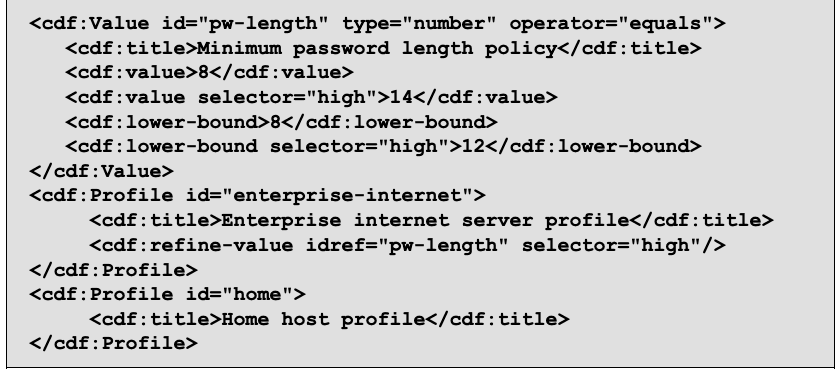 <cdf:Value id="pw-length" type="number" operator="equals">
<cdf:title>Minimum password length policy</cdf:title>
<cdf:value>8</cdf:value>
<cdf:value selector="high">14</cdf:value>
<cdf:lower-bound>8</cdf:lower-bound>
<cdf:lower-bound selector="high">12</cdf:lower-bound>
</cdf:Value>
<cdf:Profile id="enterprise-internet">
<cdf:title>Enterprise internet server profile</cdf:title>
<cdf:refine-value idref="pw-length" selector="high"/>
</cdf:Profile>
<cdf:Profile id="home">
<cdf:title>Home host profile</cdf:title>
</cdf:Profile>